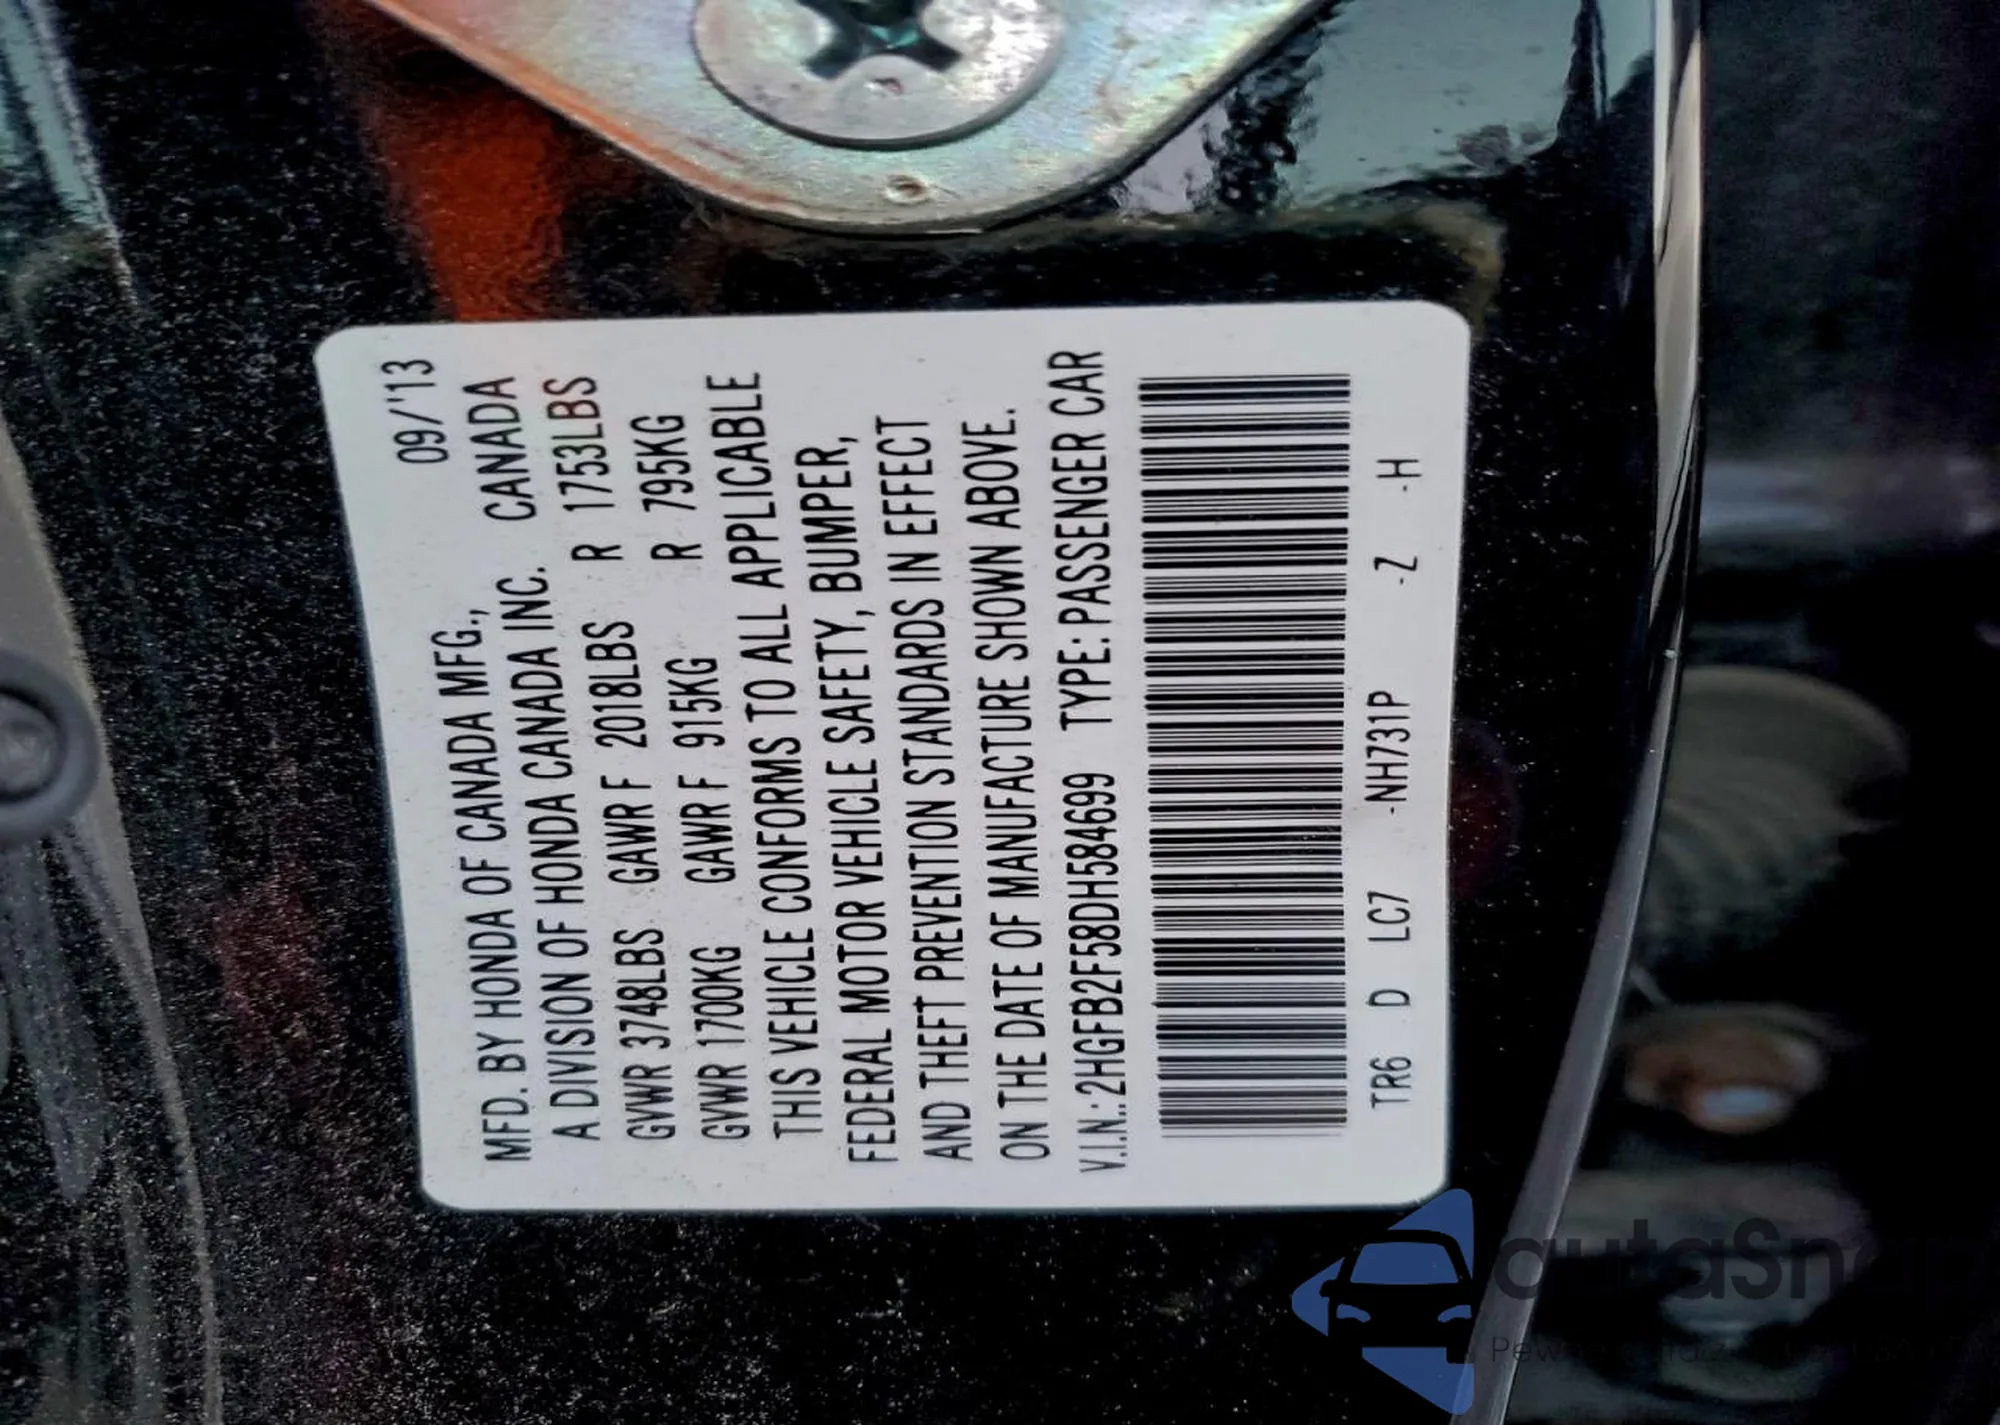 09/'13
MFD. BY HONDA OF CANADA MFG., CANADA
A DIVISION OF HONDA CANADA INC.
GVWR 3748LBS GAWR F 2018LBS R 1753LBS
GVWR 1700KG GAWR F 915KG R 795KG
THIS VEHICLE CONFORMS TO ALL APPLICABLE
FEDERAL MOTOR VEHICLE SAFETY, BUMPER,
AND THEFT PREVENTION STANDARDS IN EFFECT
ON THE DATE OF MANUFACTURE SHOWN ABOVE.
V.I.N.: 2HGFB2F58DH584699 TYPE: PASSENGER CAR
TR6 D LC7 -NH731P -Z -H
autaSnap